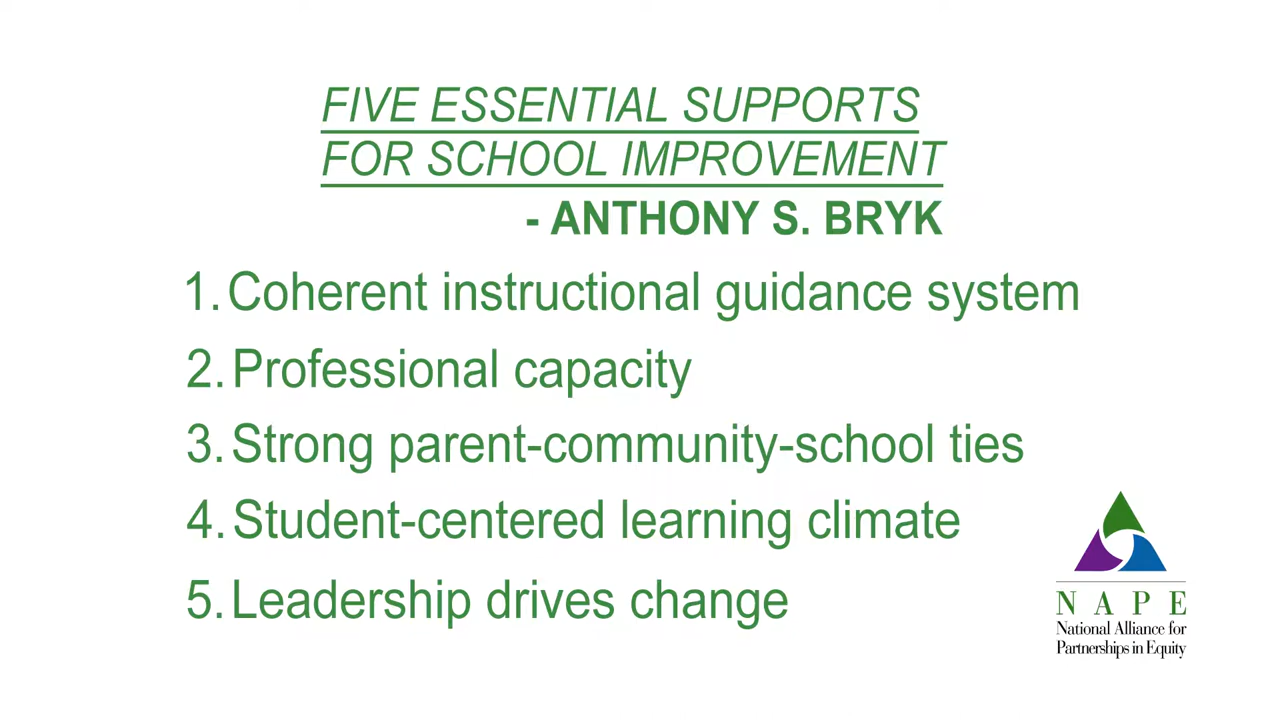 FIVE ESSENTIAL SUPPORTS
FOR SCHOOL IMPROVEMENT
- ANTHONY S. BRYK
1. Coherent instructional guidance system
2. Professional capacity
3. Strong parent-community-school ties
4. Student-centered learning climate
5. Leadership drives change
NAPE
National Alliance for
Partnerships in Equity